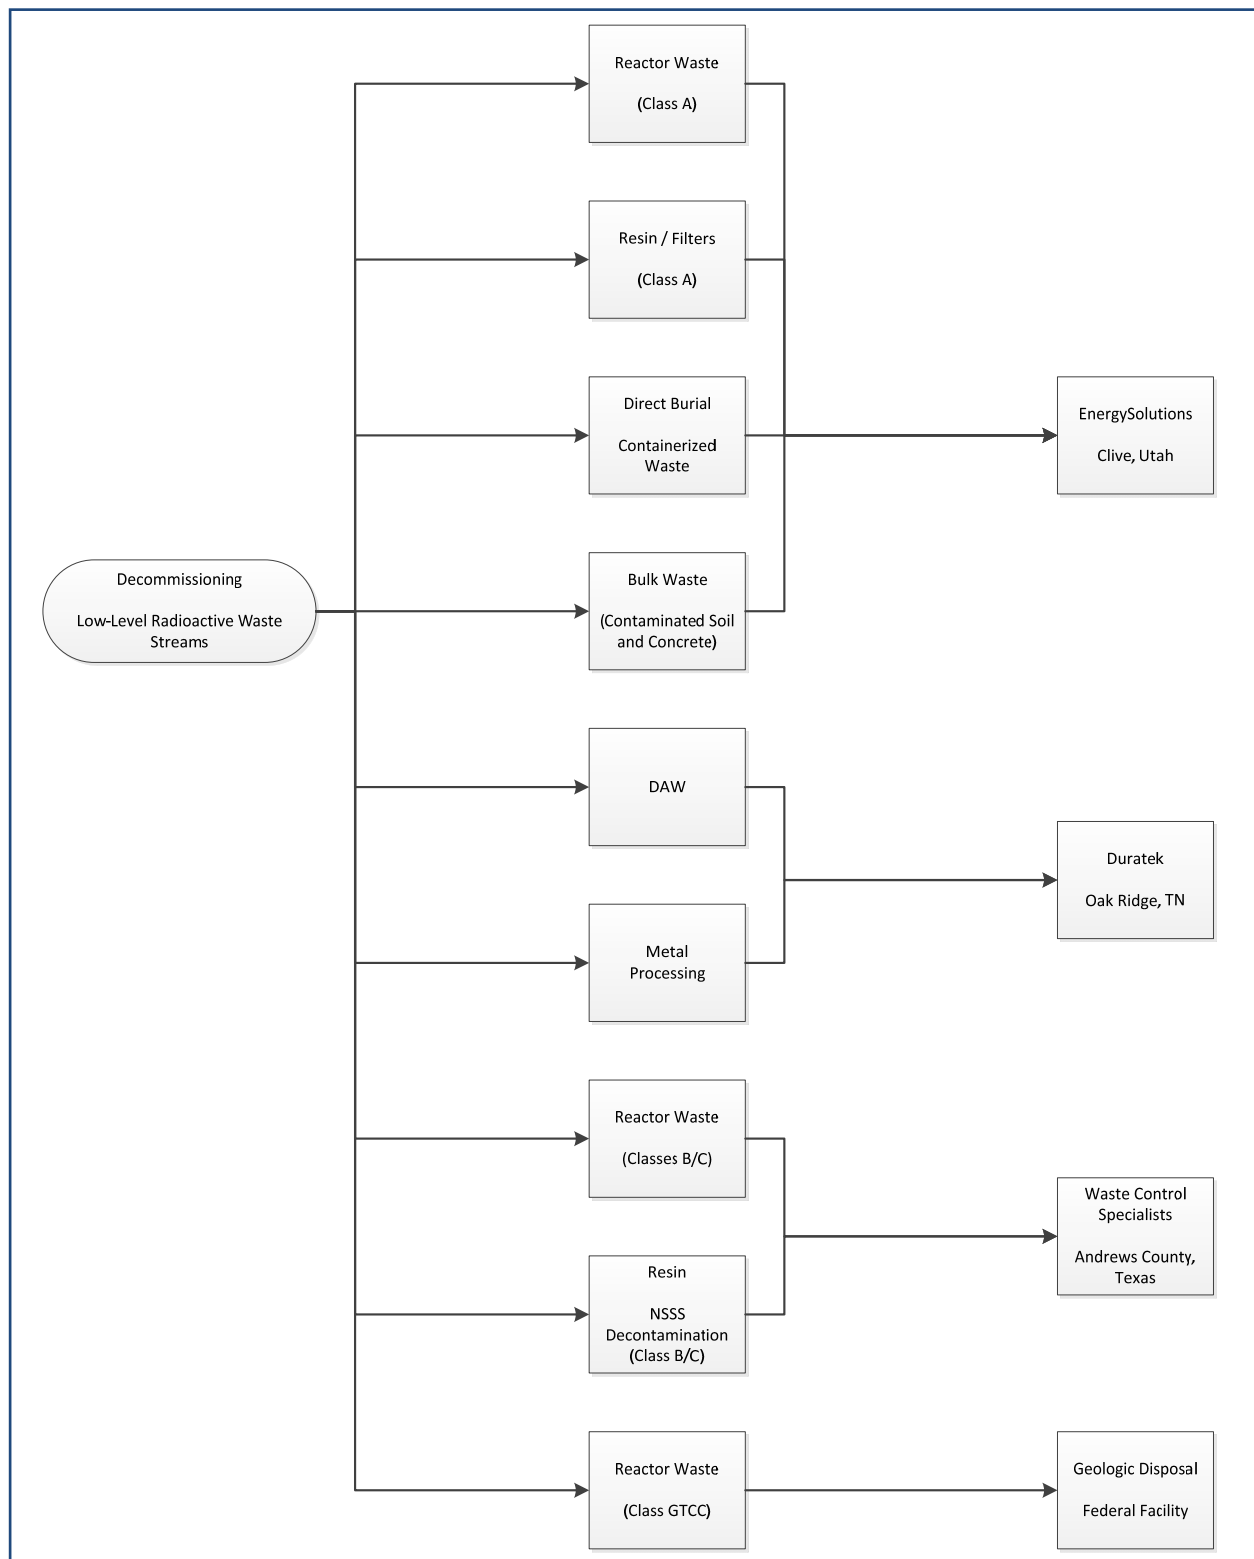 Decommissioning
Low-Level Radioactive Waste
Streams
Reactor Waste
(Class A)
Resin / Filters
(Class A)
Direct Burial
Containerized
Waste
Bulk Waste
(Contaminated Soil
and Concrete)
DAW
Metal
Processing
Reactor Waste
(Classes B/C)
Resin
NSSS
Decontamination
(Class B/C)
Reactor Waste
(Class GTCC)
EnergySolutions
Clive, Utah
Duratek
Oak Ridge, TN
Waste Control
Specialists
Andrews County,
Texas
Geologic Disposal
Federal Facility